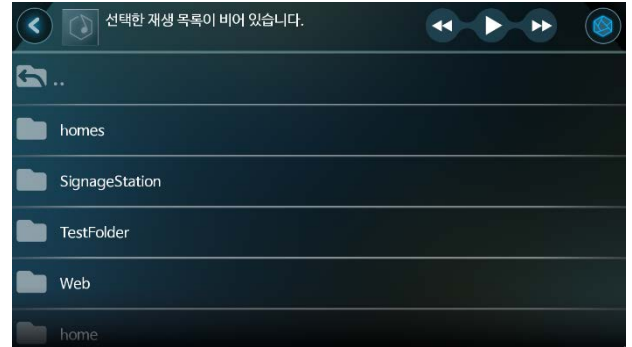 선택한 재생 목록이 비어 있습니다.
..
homes
SignageStation
TestFolder
Web
home